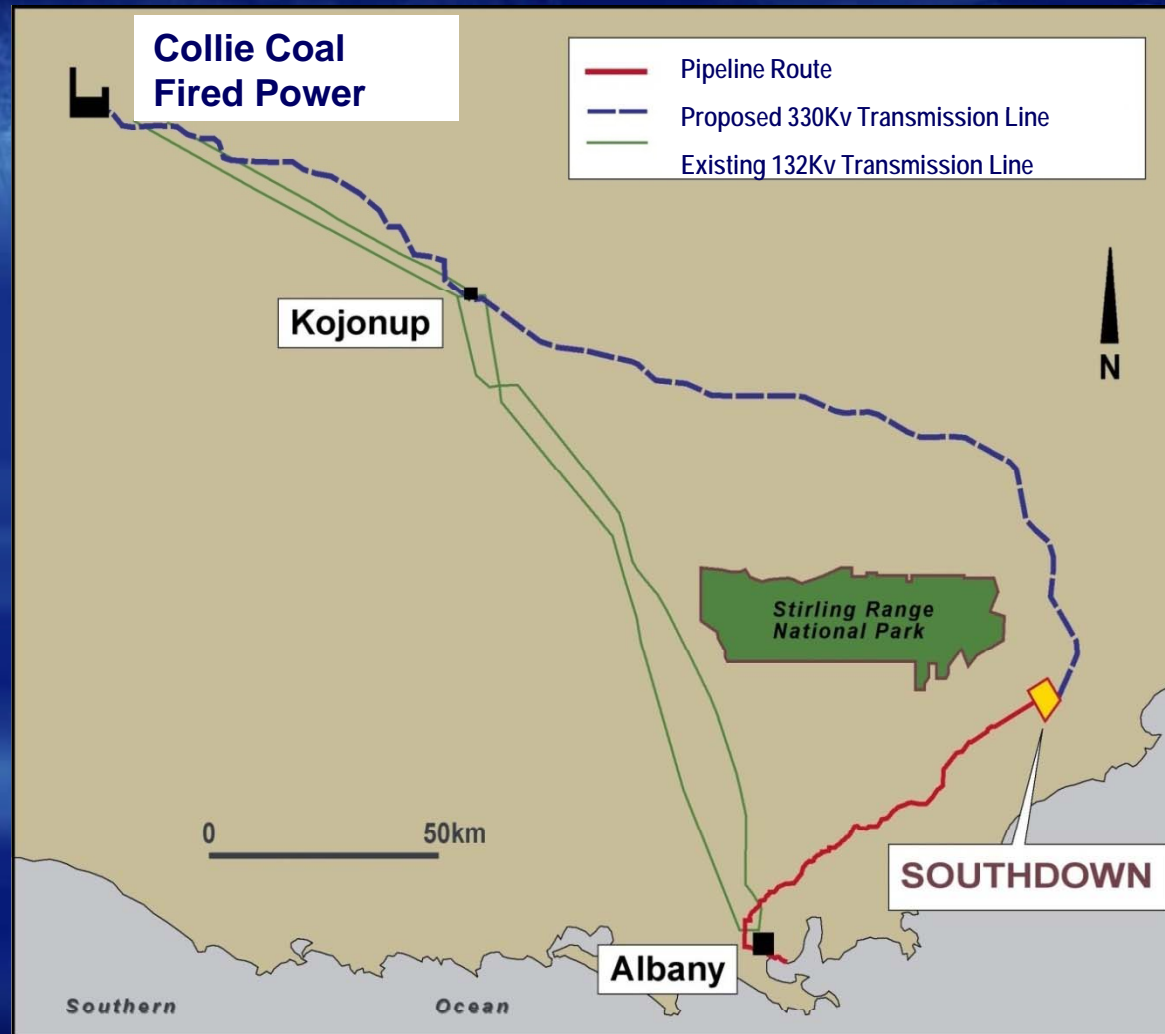 Collie Coal
Fired Power
Pipeline Route
Proposed 330Kv Transmission Line
Existing 132Kv Transmission Line
Kojonup
N
Stirling Range
National Park
0 50km
SOUTHDOWN
Albany
Southern Ocean